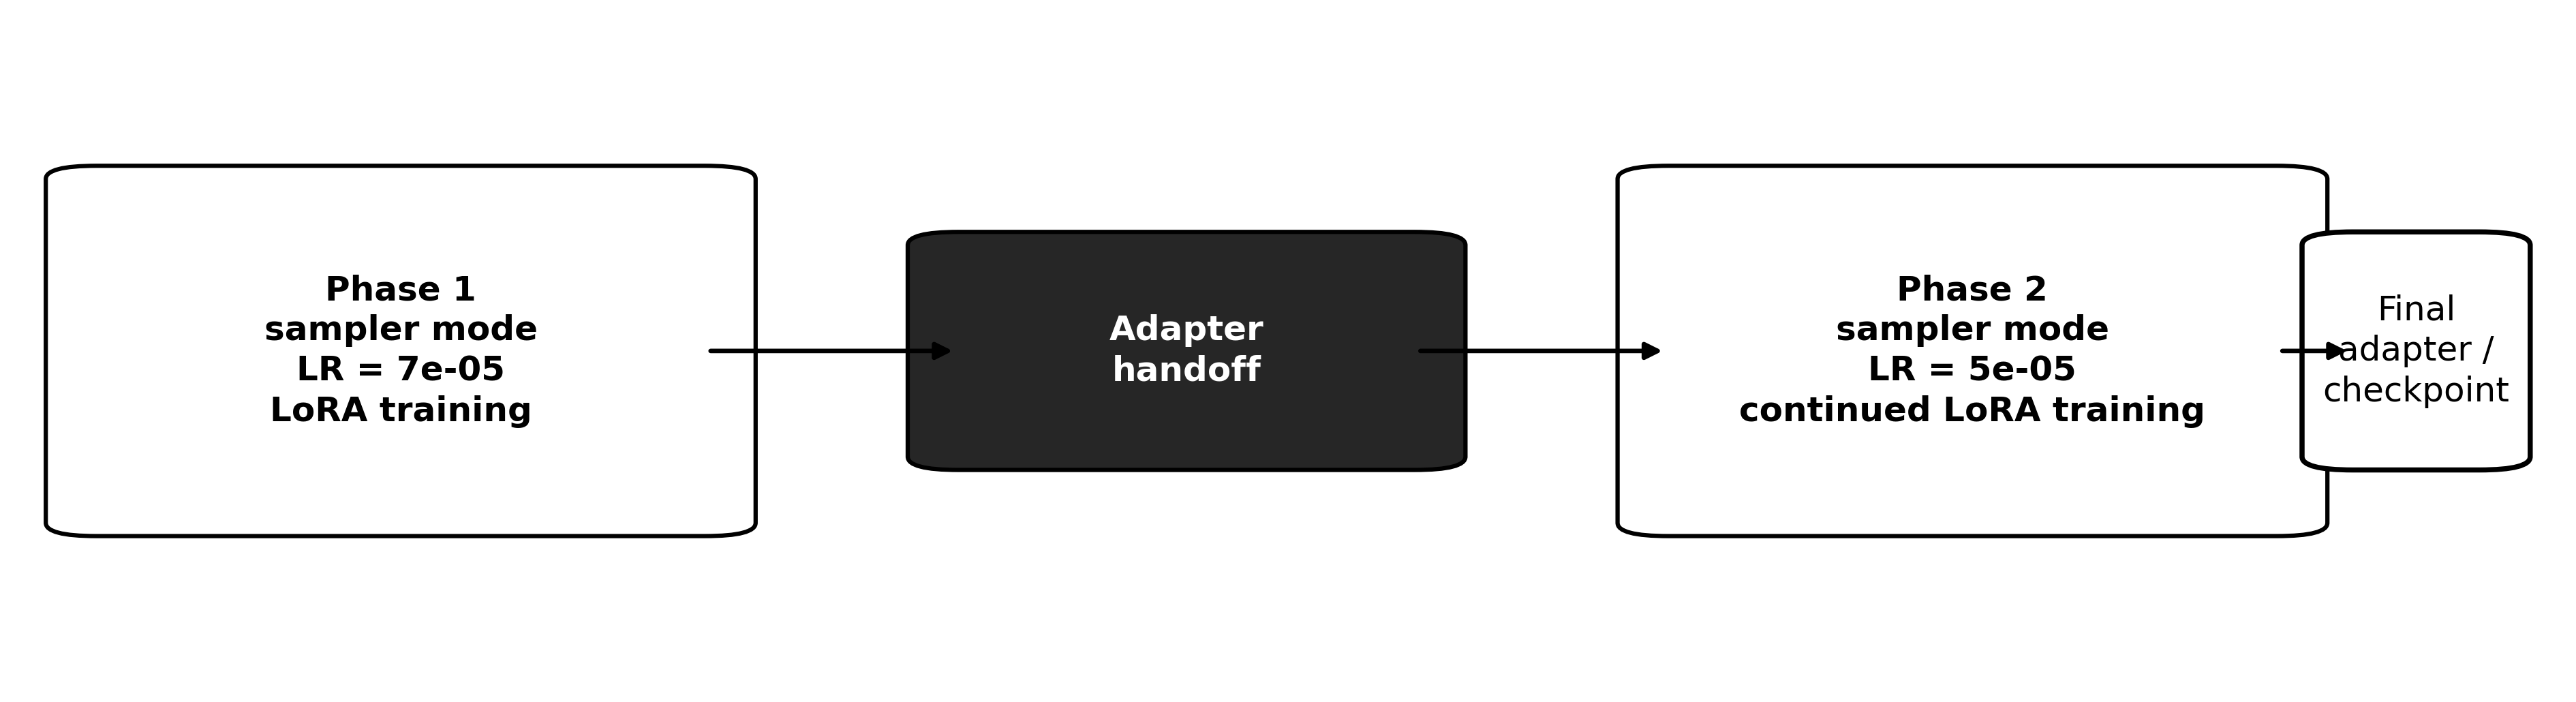 Phase 1
sampler mode
LR = 7e-05
LoRA training
Adapter
handoff
Phase 2
sampler mode
LR = 5e-05
continued LoRA training
Final
adapter /
checkpoint